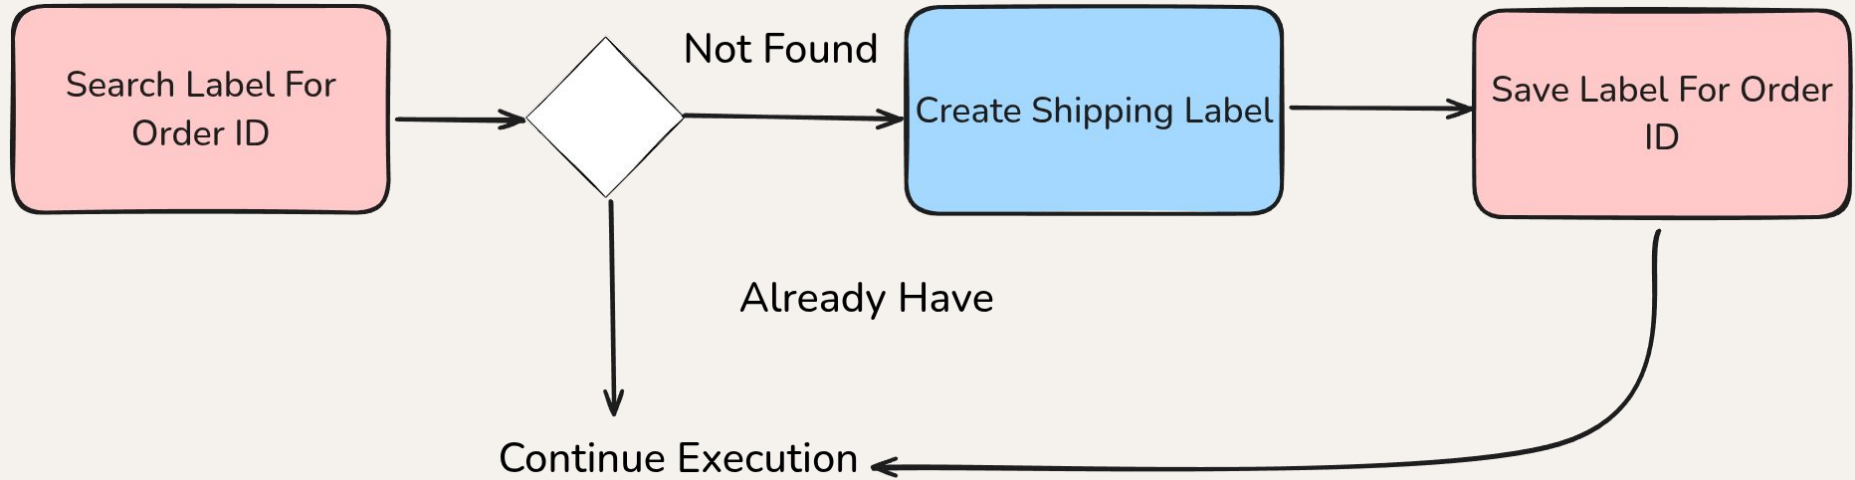 Search Label For
Order ID
Not Found
Create Shipping Label
Save Label For Order
ID
Already Have
Continue Execution